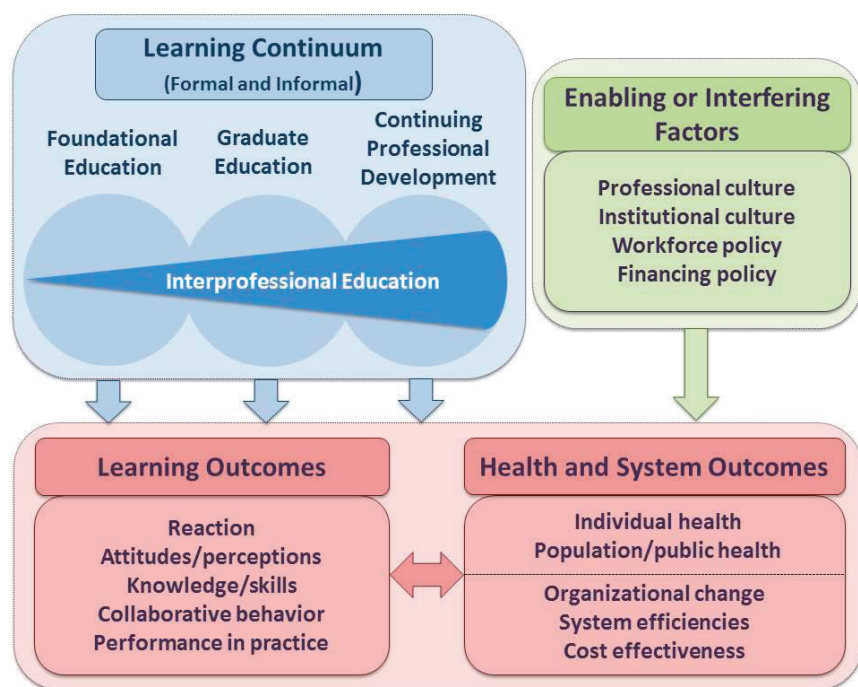 Learning Continuum
(Formal and Informal)
Foundational
Education
Graduate
Education
Continuing
Professional
Development
Interprofessional Education
Enabling or Interfering
Factors
Professional culture
Institutional culture
Workforce policy
Financing policy
Learning Outcomes
Reaction
Attitudes/perceptions
Knowledge/skills
Collaborative behavior
Performance in practice
Health and System Outcomes
Individual health
Population/public health
Organizational change
System efficiencies
Cost effectiveness